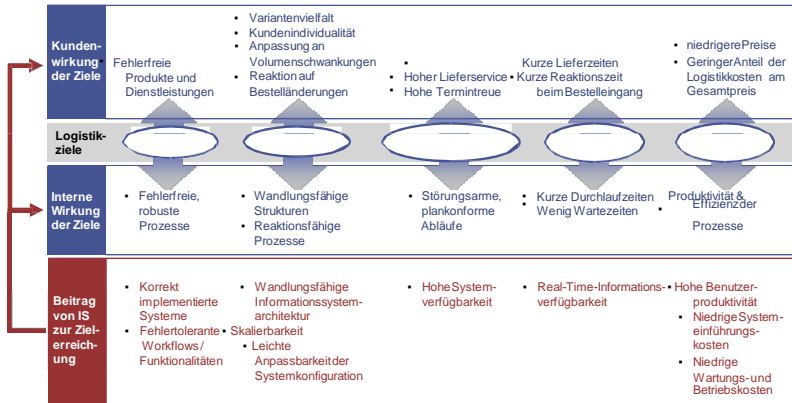 Kunden-
wirkung
der Ziele
▪ Fehlerfreie
Produkte und
Dienstleistungen
▪ Variantenvielfalt
▪ Kundenindividualität
▪ Anpassung an
Volumenschwankungen
▪ Reaktion auf
Bestelländerungen
▪ Hoher Lieferservice
▪ Hohe Termintreue
▪ Kurze Lieferzeiten
▪ Kurze Reaktionszeit
beim Bestelleingang
▪ niedrigere Preise
▪ Geringer Anteil der
Logistikkosten am
Gesamtpreis
Logistik-
ziele
Interne
Wirkung
der Ziele
▪ Fehlerfreie,
robuste
Prozesse
▪ Wandlungsfähige
Strukturen
▪ Reaktionsfähige
Prozesse
▪ Störungsarme,
plankonforme
Abläufe
▪ Kurze Durchlaufzeiten
▪ Wenig Wartezeiten
Produktivität &
▪ Effizienz der
Prozesse
Beitrag
von IS
zur Ziel-
erreich-
ung
▪ Korrekt
implementierte
Systeme
▪ Fehlertolerante
Workflows /
Funktionalitäten
▪ Wandlungsfähige
Informationssystem-
architektur
▪ Skalierbarkeit
▪ Leichte
Anpassbarkeit der
Systemkonfiguration
▪ Hohe System-
verfügbarkeit
▪ Real-Time-Informations-
verfügbarkeit
▪ Hohe Benutzer-
produktivität
▪ Niedrige System-
einführungs-
kosten
▪ Niedrige
Wartungs- und
Betriebskosten